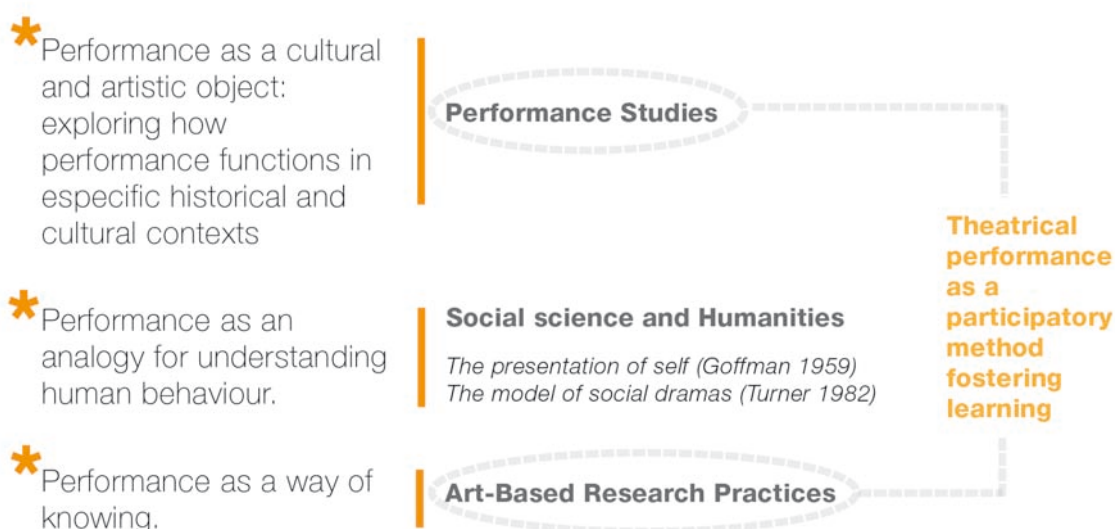 * Performance as a cultural
and artistic object:
exploring how
performance functions in
especific historical and
cultural contexts
Performance Studies
* Performance as an
analogy for understanding
human behaviour.
Social science and Humanities
The presentation of self (Goffman 1959)
The model of social dramas (Turner 1982)
* Performance as a way of
knowing.
Art-Based Research Practices
Theatrical
performance
as a
participatory
method
fostering
learning